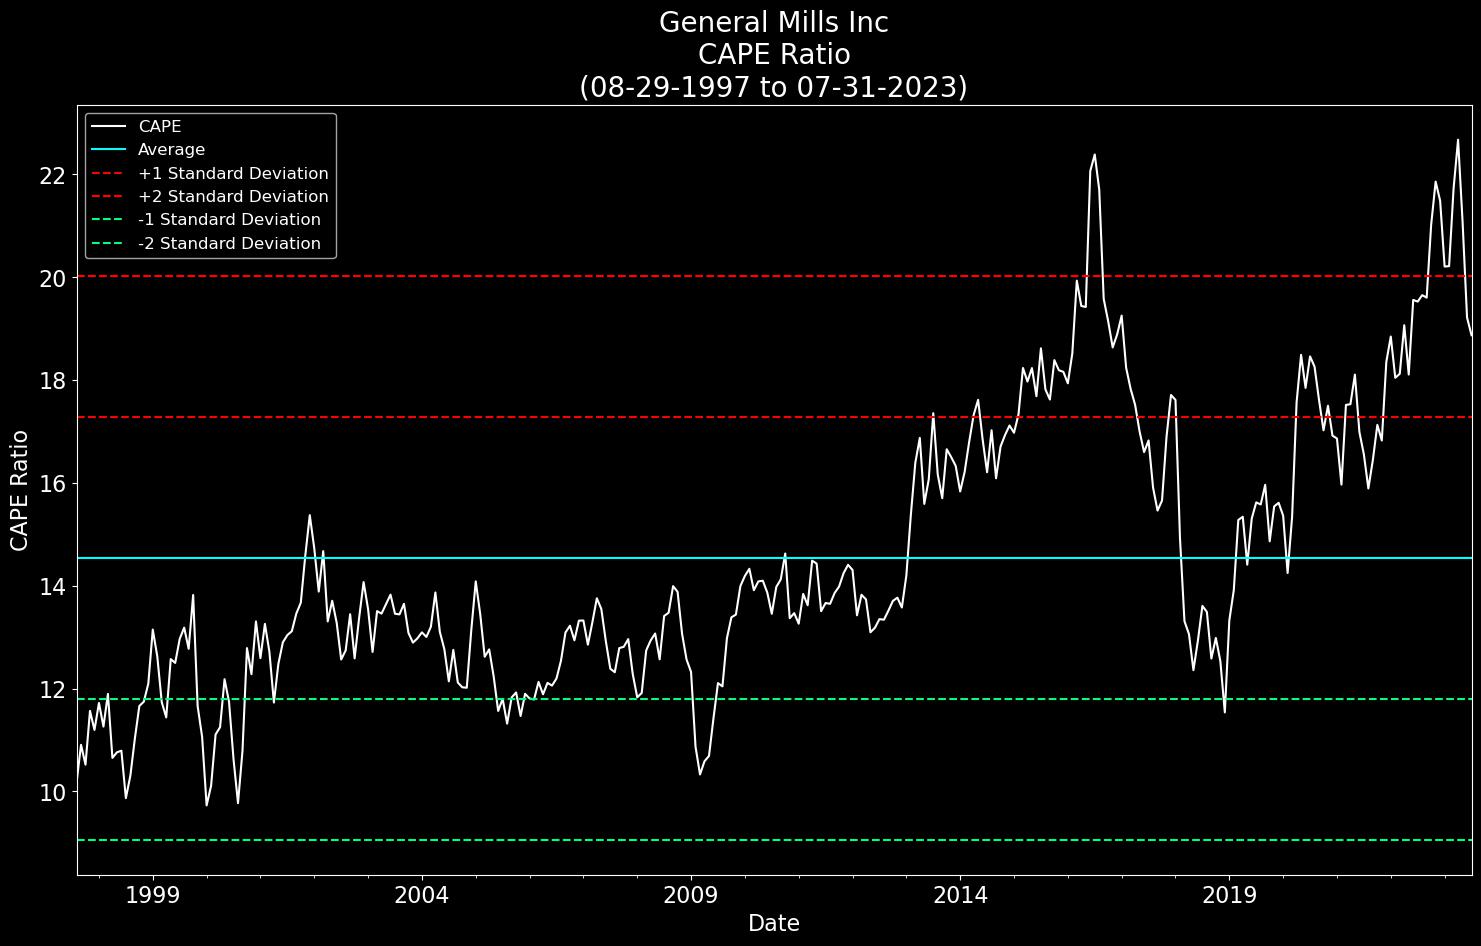 General Mills Inc
CAPE Ratio
(08-29-1997 to 07-31-2023)
CAPE
Average
+1 Standard Deviation
+2 Standard Deviation
-1 Standard Deviation
-2 Standard Deviation
22
20
18
16
14
12
10
CAPE Ratio
1999 2004 2009 2014 2019
Date